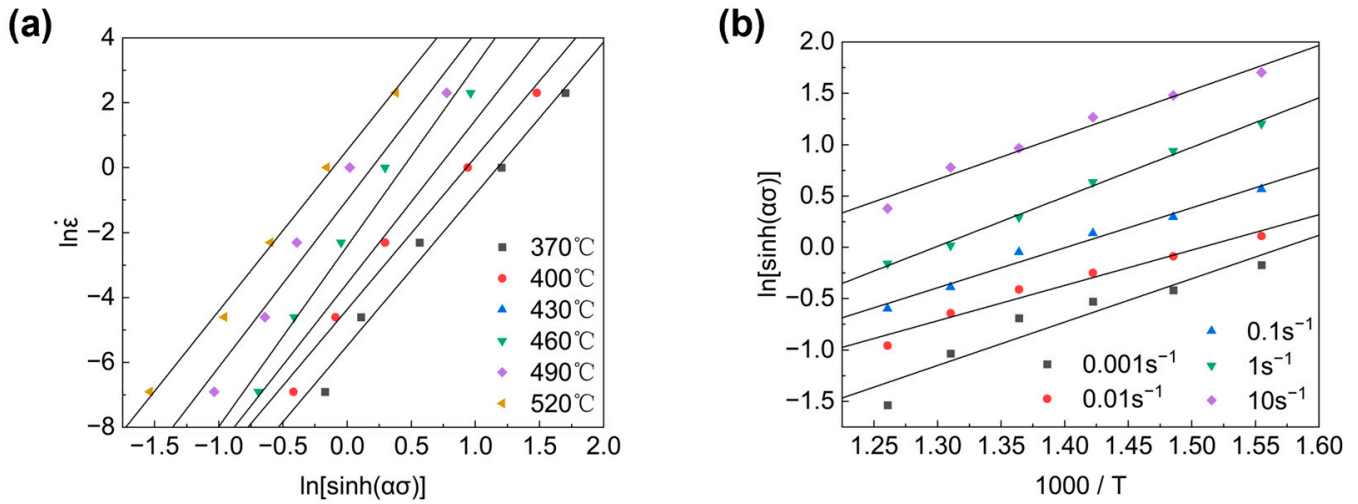 (a)
4
2
0
−2
−4
−6
−8
lnε̇
−1.5 −1.0 −0.5 0.0 0.5 1.0 1.5 2.0
ln[sinh(ασ)]
370℃
400℃
430℃
460℃
490℃
520℃
(b)
2.0
1.5
1.0
0.5
0.0
−0.5
−1.0
−1.5
ln[sinh(ασ)]
1.25 1.30 1.35 1.40 1.45 1.50 1.55 1.60
1000 / T
0.001s⁻¹
0.01s⁻¹
0.1s⁻¹
1s⁻¹
10s⁻¹